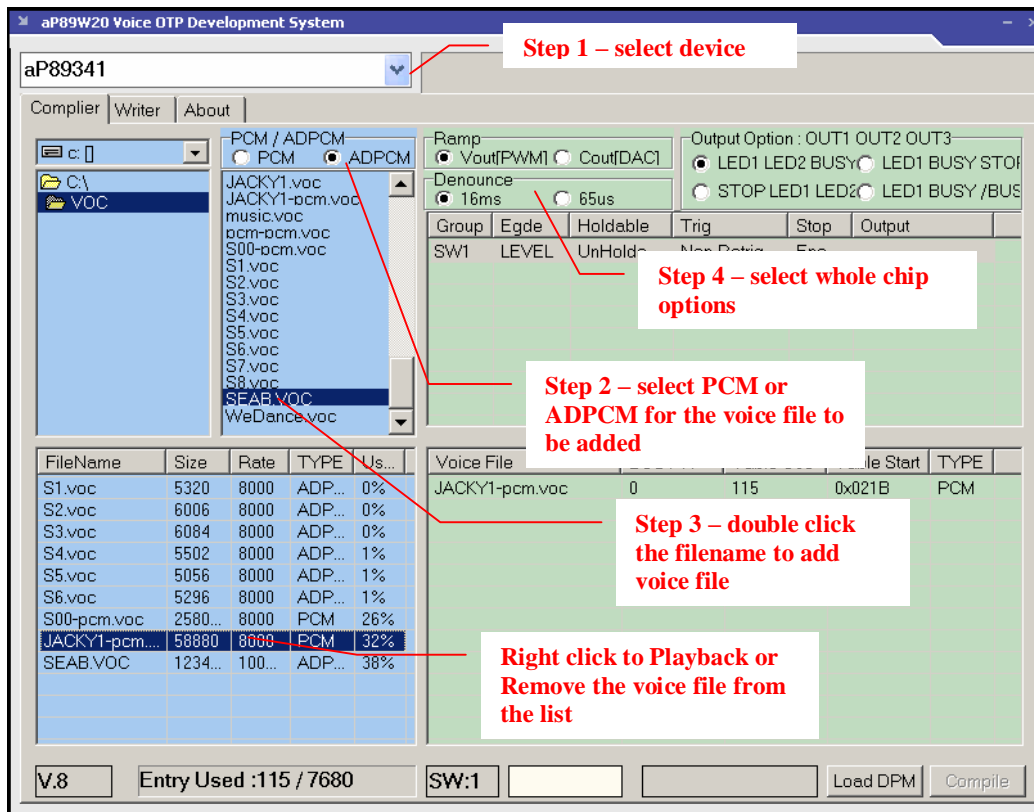 aP89W20 Voice OTP Development System
Step 1 – select device
aP89341
Complier
Writer
About
c: []
C:\
VOC
PCM / ADPCM
PCM
ADPCM
JACKY1.voc
JACKY1-pcm.voc
music.voc
pcm-pcm.voc
S00-pcm.voc
S1.voc
S2.voc
S3.voc
S4.voc
S5.voc
S6.voc
S7.voc
S8.voc
SEAB.VOC
WeDance.voc
Ramp
Vout[PWM]
Cout[DAC]
Denounce
16ms
65us
Output Option : OUT1 OUT2 OUT3
LED1 LED2 BUSY
LED1 BUSY STOP
STOP LED1 LED2
LED1 BUSY /BUS
Group Egde Holdable Trig Stop Output
SW1 LEVEL UnHolda
Step 4 – select whole chip
options
Step 2 – select PCM or
ADPCM for the voice file to
be added
FileName Size Rate TYPE Us...
S1.voc 5320 8000 ADP... 0%
S2.voc 6006 8000 ADP... 0%
S3.voc 6084 8000 ADP... 0%
S4.voc 5502 8000 ADP... 1%
S5.voc 5056 8000 ADP... 1%
S6.voc 5296 8000 ADP... 1%
S00-pcm.voc 2580... 8000 PCM 26%
JACKY1-pcm.... 58880 8000 PCM 32%
SEAB.VOC 1234... 100... ADP... 38%
Voice File Start TYPE
JACKY1-pcm.voc 0 115 0x021B PCM
Step 3 – double click
the filename to add
voice file
Right click to Playback or
Remove the voice file from
the list
V.8
Entry Used :115 / 7680
SW:1
Load DPM
Compile